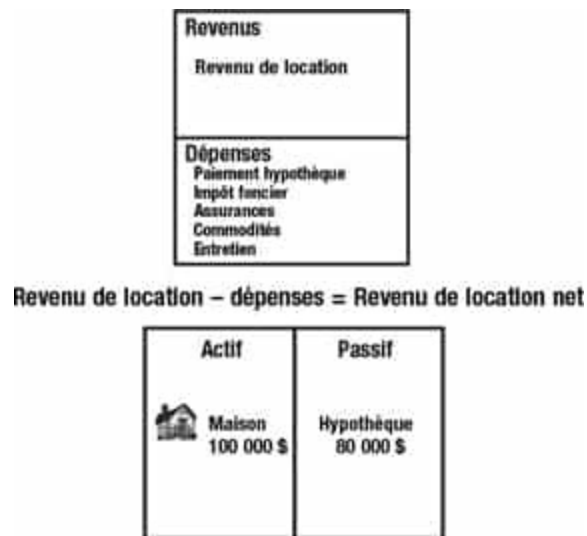 Revenus
Revenu de location
Dépenses
Paiement hypothèque
Impôt foncier
Assurances
Commodités
Entretien
Revenu de location – dépenses = Revenu de location net
Actif
Passif
Maison
100 000 $
Hypothèque
80 000 $